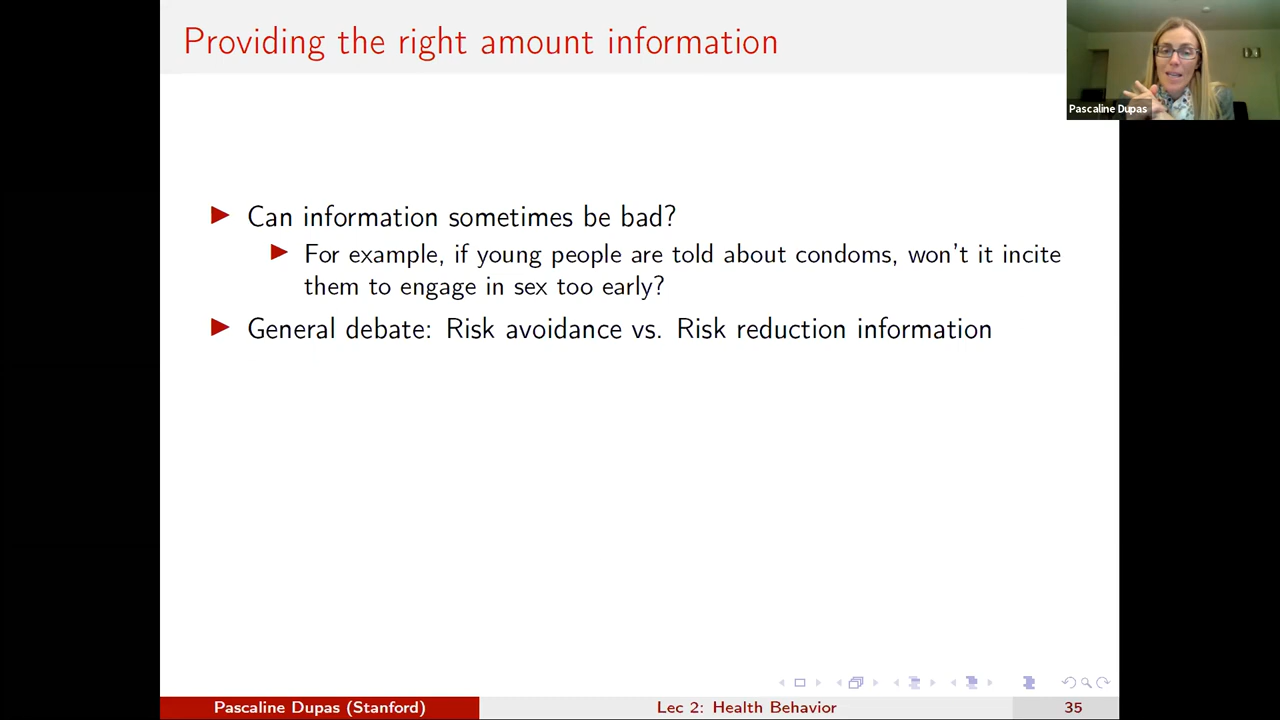 Providing the right amount information
Pascaline Dupas
Can information sometimes be bad?
For example, if young people are told about condoms, won't it incite
them to engage in sex too early?
General debate: Risk avoidance vs. Risk reduction information
Pascaline Dupas (Stanford)
Lec 2: Health Behavior
35